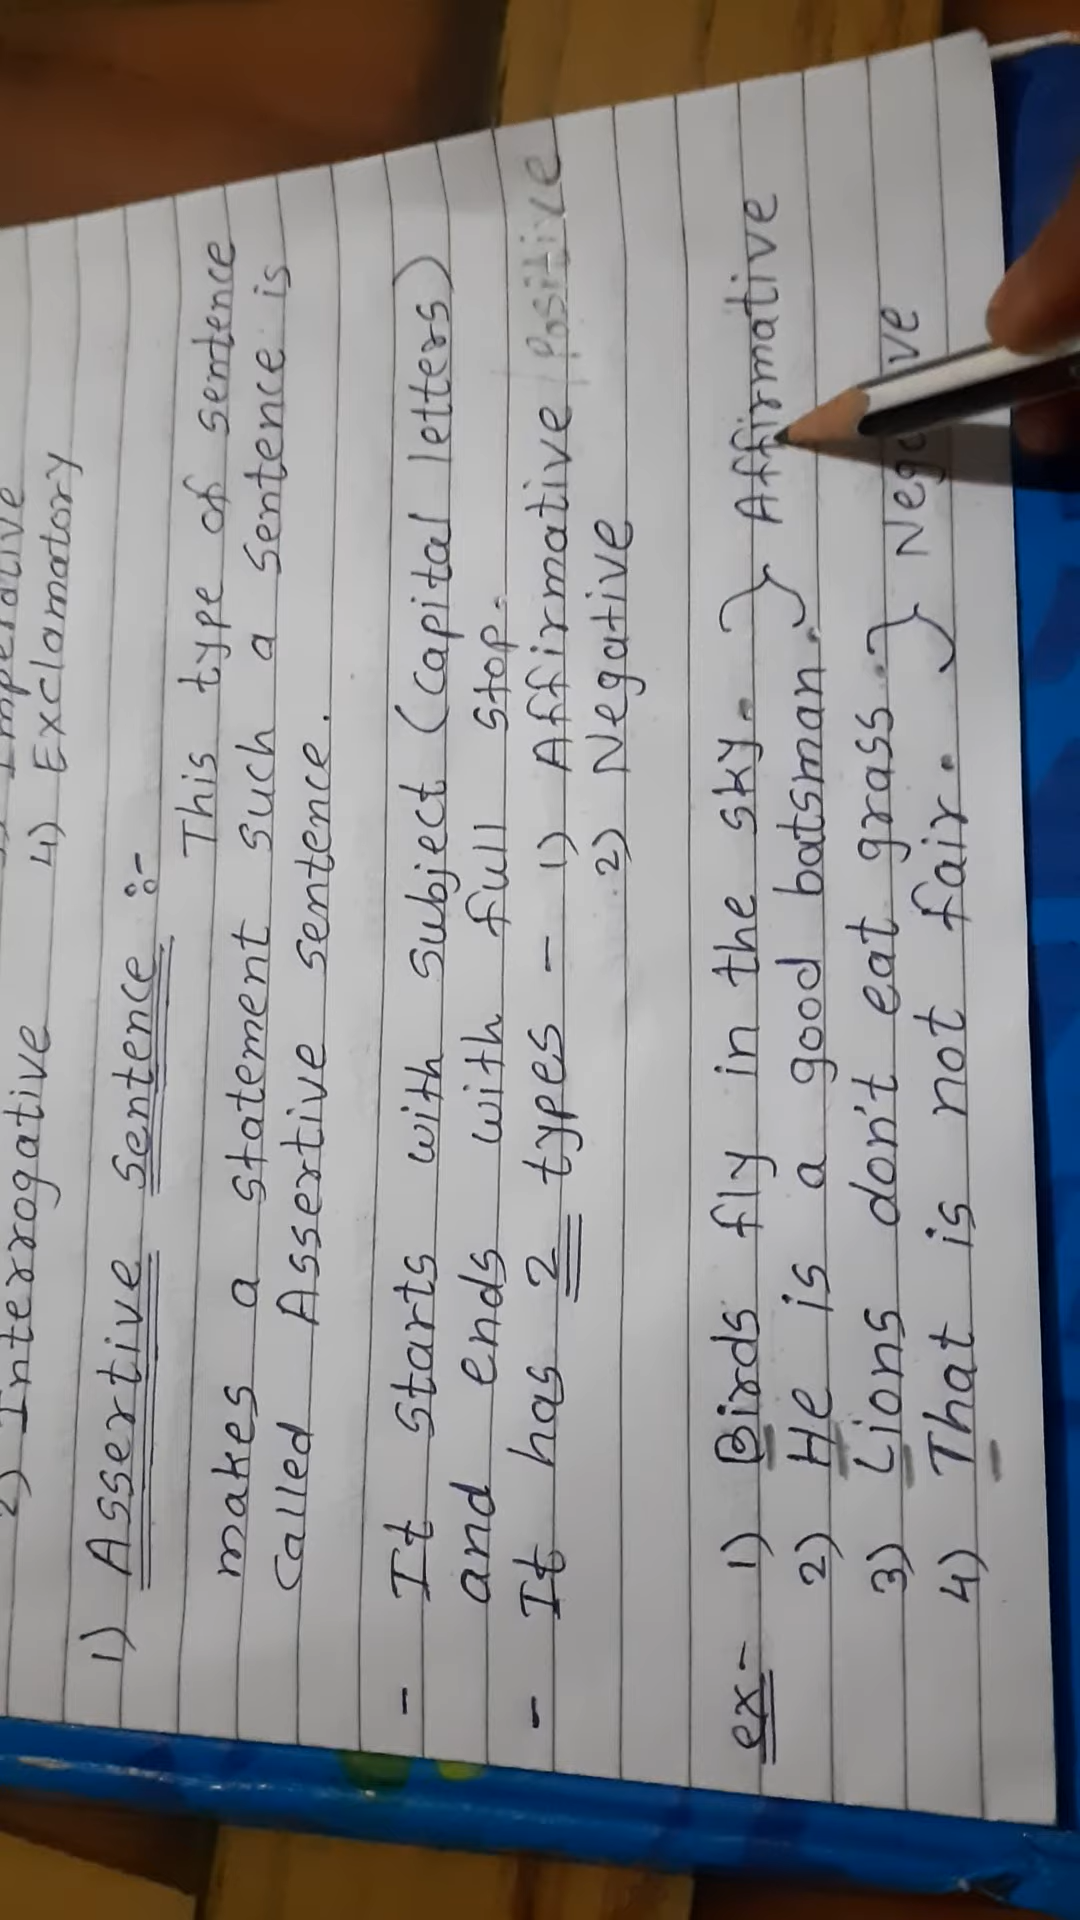 2) Interrogative
4) Exclamatory
1) Assertive sentence :-
This type of sentence
makes a statement such a sentence is
called Assertive sentence.
- It starts with subject (capital letters)
and ends with full stop.
- It has 2 types - 1) Affirmative / Positive
2) Negative
ex- 1) Birds fly in the sky. } Affirmative
2) He is a good batsman.
3) Lions don't eat grass. } Negative
4) That is not fair.